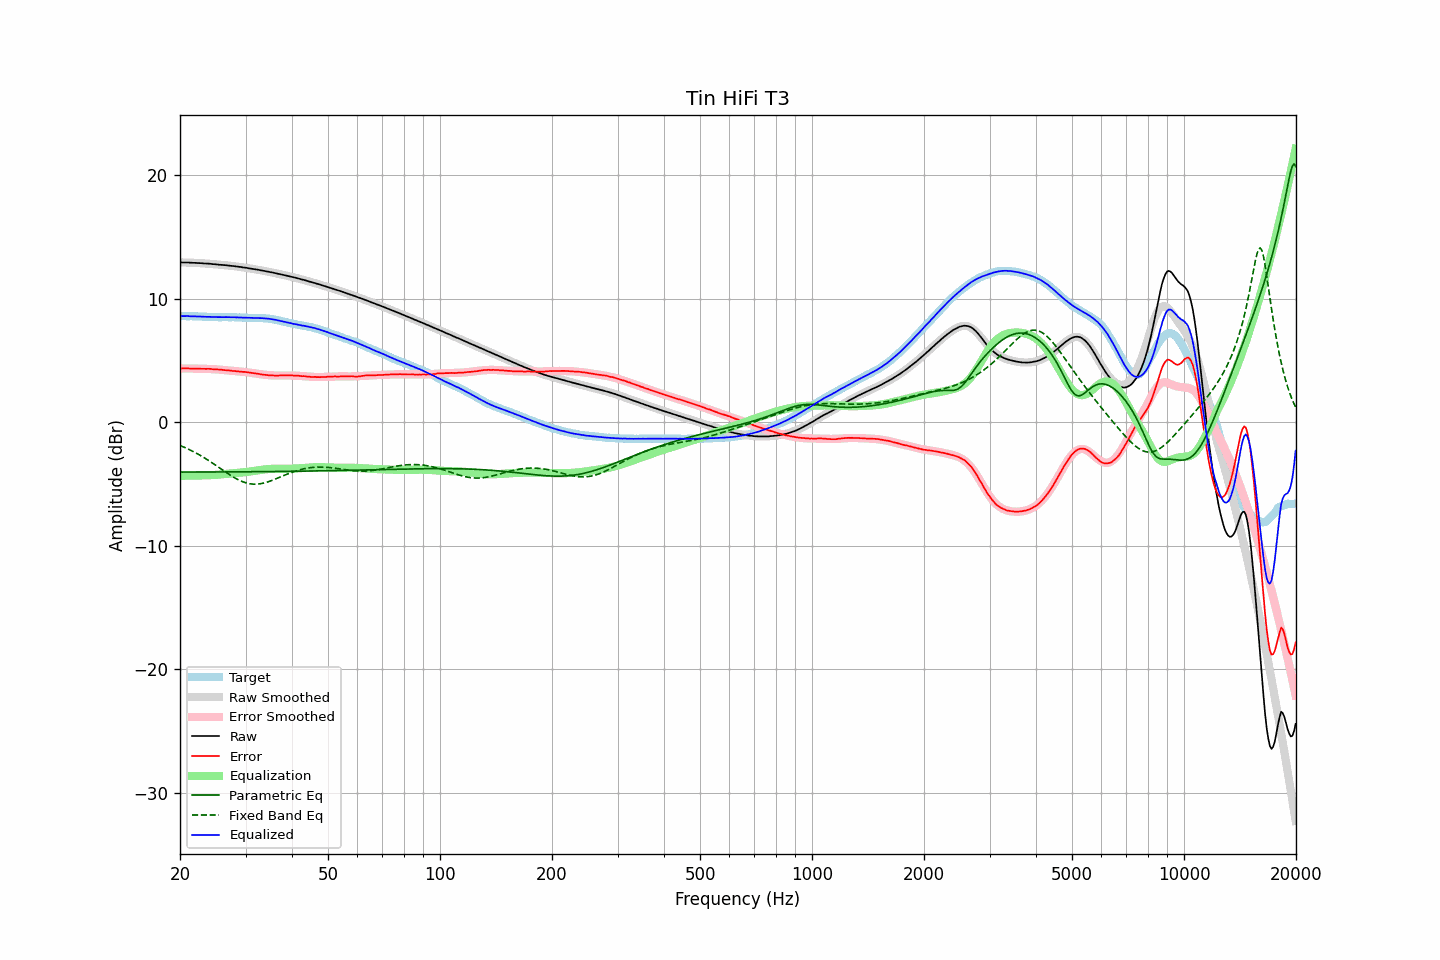 Tin HiFi T3
Amplitude (dBr)
20
10
0
−10
−20
−30
Target
Raw Smoothed
Error Smoothed
Raw
Error
Equalization
Parametric Eq
Fixed Band Eq
Equalized
20 50 100 200 500 1000 2000 5000 10000 20000
Frequency (Hz)